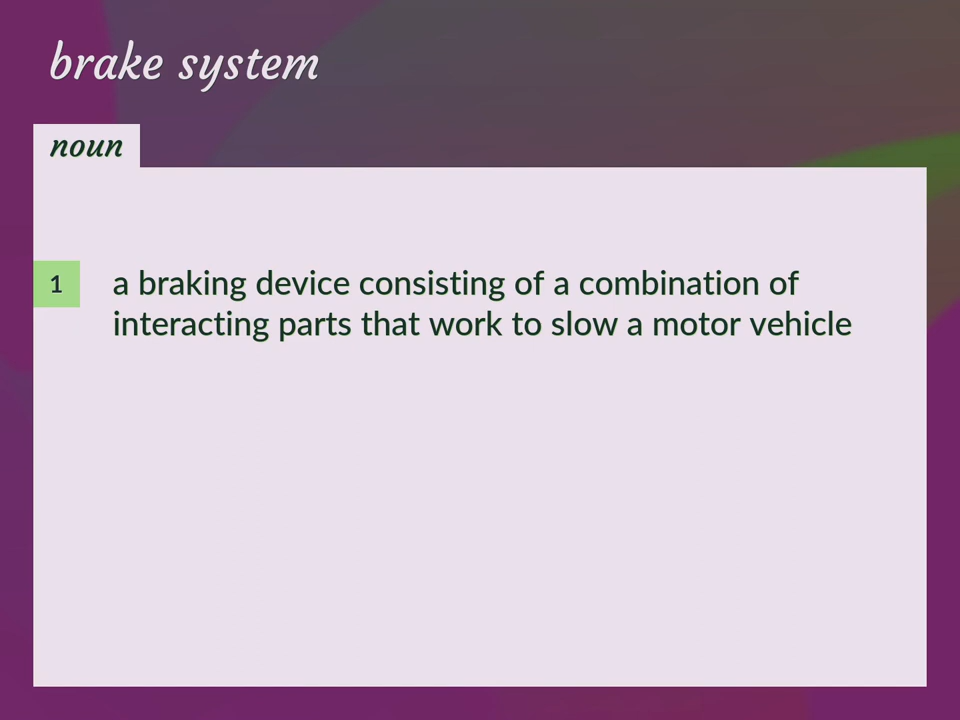 brake system
noun
1
a braking device consisting of a combination of
interacting parts that work to slow a motor vehicle